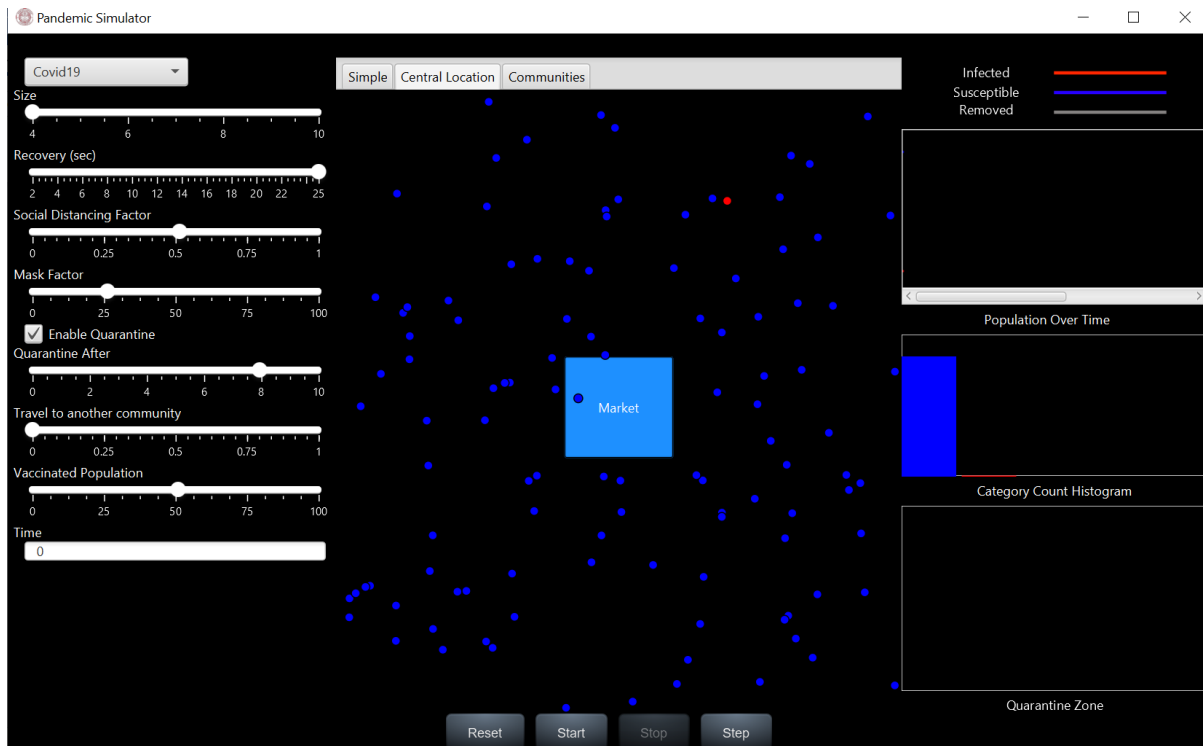 Pandemic Simulator
Covid19
Size
4 6 8 10
Recovery (sec)
2 4 6 8 10 12 14 16 18 20 22 25
Social Distancing Factor
0 0.25 0.5 0.75 1
Mask Factor
0 25 50 75 100
Enable Quarantine
Quarantine After
0 2 4 6 8 10
Travel to another community
0 0.25 0.5 0.75 1
Vaccinated Population
0 25 50 75 100
Time
0
Simple Central Location Communities
Market
Reset Start Stop Step
Infected
Susceptible
Removed
Population Over Time
Category Count Histogram
Quarantine Zone